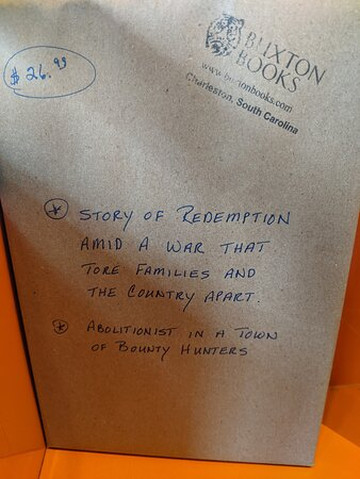 $26.99
BUXTON
BOOKS
www.buxtonbooks.com
Charleston, South Carolina
STORY OF REDEMPTION
AMID A WAR THAT
TORE FAMILIES AND
THE COUNTRY APART.
ABOLITIONIST IN A TOWN
OF BOUNTY HUNTERS